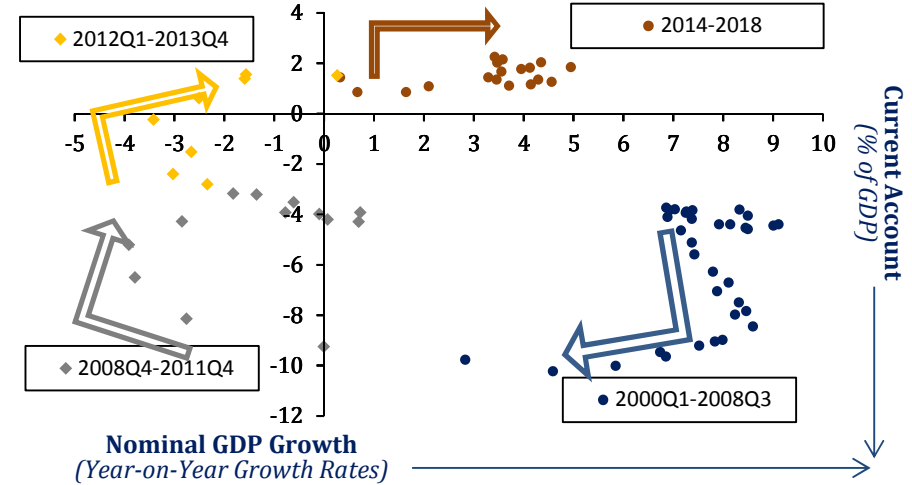 4
2012Q1-2013Q4
2014-2018
2
0
-5 -4 -3 -2 -1 0 1 2 3 4 5 6 7 8 9 10
-2
-4
-6
-8
-10
-12
Current Account
(% of GDP)
2008Q4-2011Q4
2000Q1-2008Q3
Nominal GDP Growth
(Year-on-Year Growth Rates)